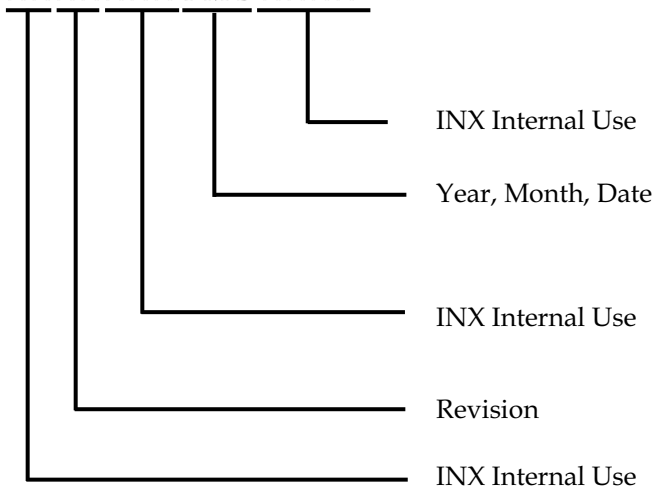 INX Internal Use
Year, Month, Date
INX Internal Use
Revision
INX Internal Use